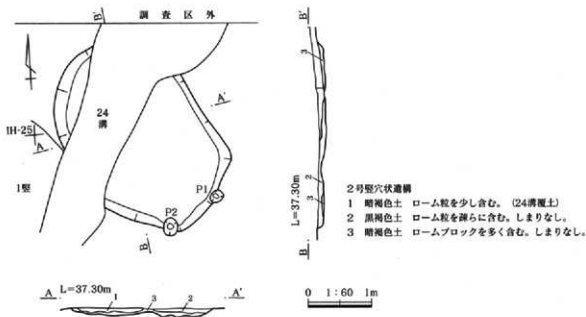 B'
調査区外
3
A'
24
溝
1H-25
A
1竪
P1
P2
B
B'
2
3
L=37.30m
B
2号竪穴状遺構
1 暗褐色土 ローム粒を少し含む。(24溝覆土)
2 黒褐色土 ローム粒を疎らに含む。しまりなし。
3 暗褐色土 ロームブロックを多く含む。しまりなし。
A L=37.30m A'
1 3 2
0 1:60 1m